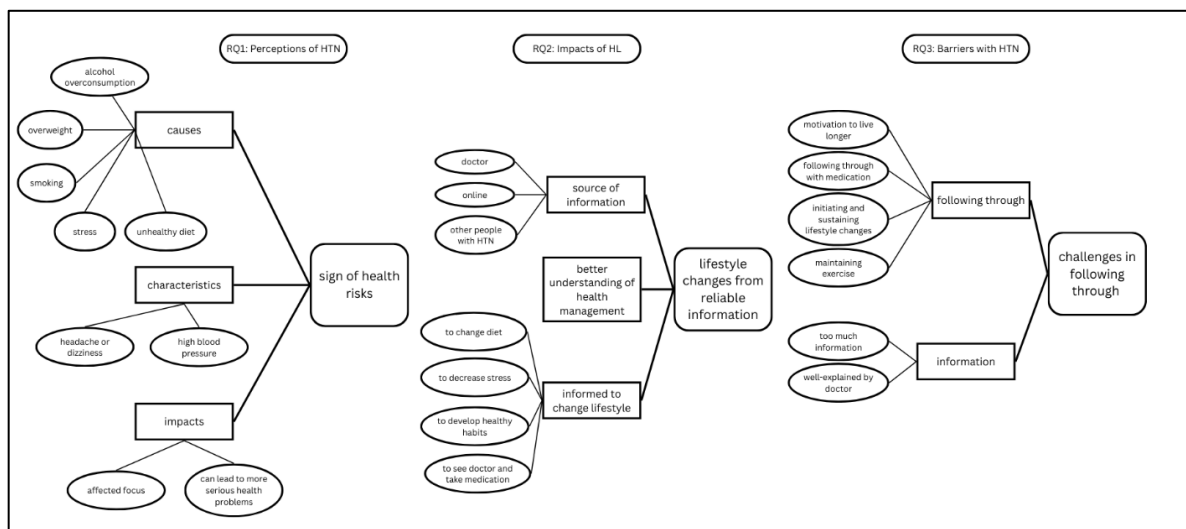 RQ1: Perceptions of HTN
alcohol
overconsumption
overweight
causes
smoking
stress
unhealthy diet
characteristics
headache or
dizziness
high blood
pressure
impacts
affected focus
can lead to more
serious health
problems
sign of health
risks
RQ2: Impacts of HL
doctor
online
other people
with HTN
source of
information
better
understanding of
health
management
to change diet
to decrease stress
to develop healthy
habits
to see doctor and
take medication
informed to
change lifestyle
lifestyle
changes from
reliable
information
RQ3: Barriers with HTN
motivation to live
longer
following through
with medication
initiating and
sustaining
lifestyle changes
maintaining
exercise
following through
too much
information
well-explained by
doctor
information
challenges in
following
through